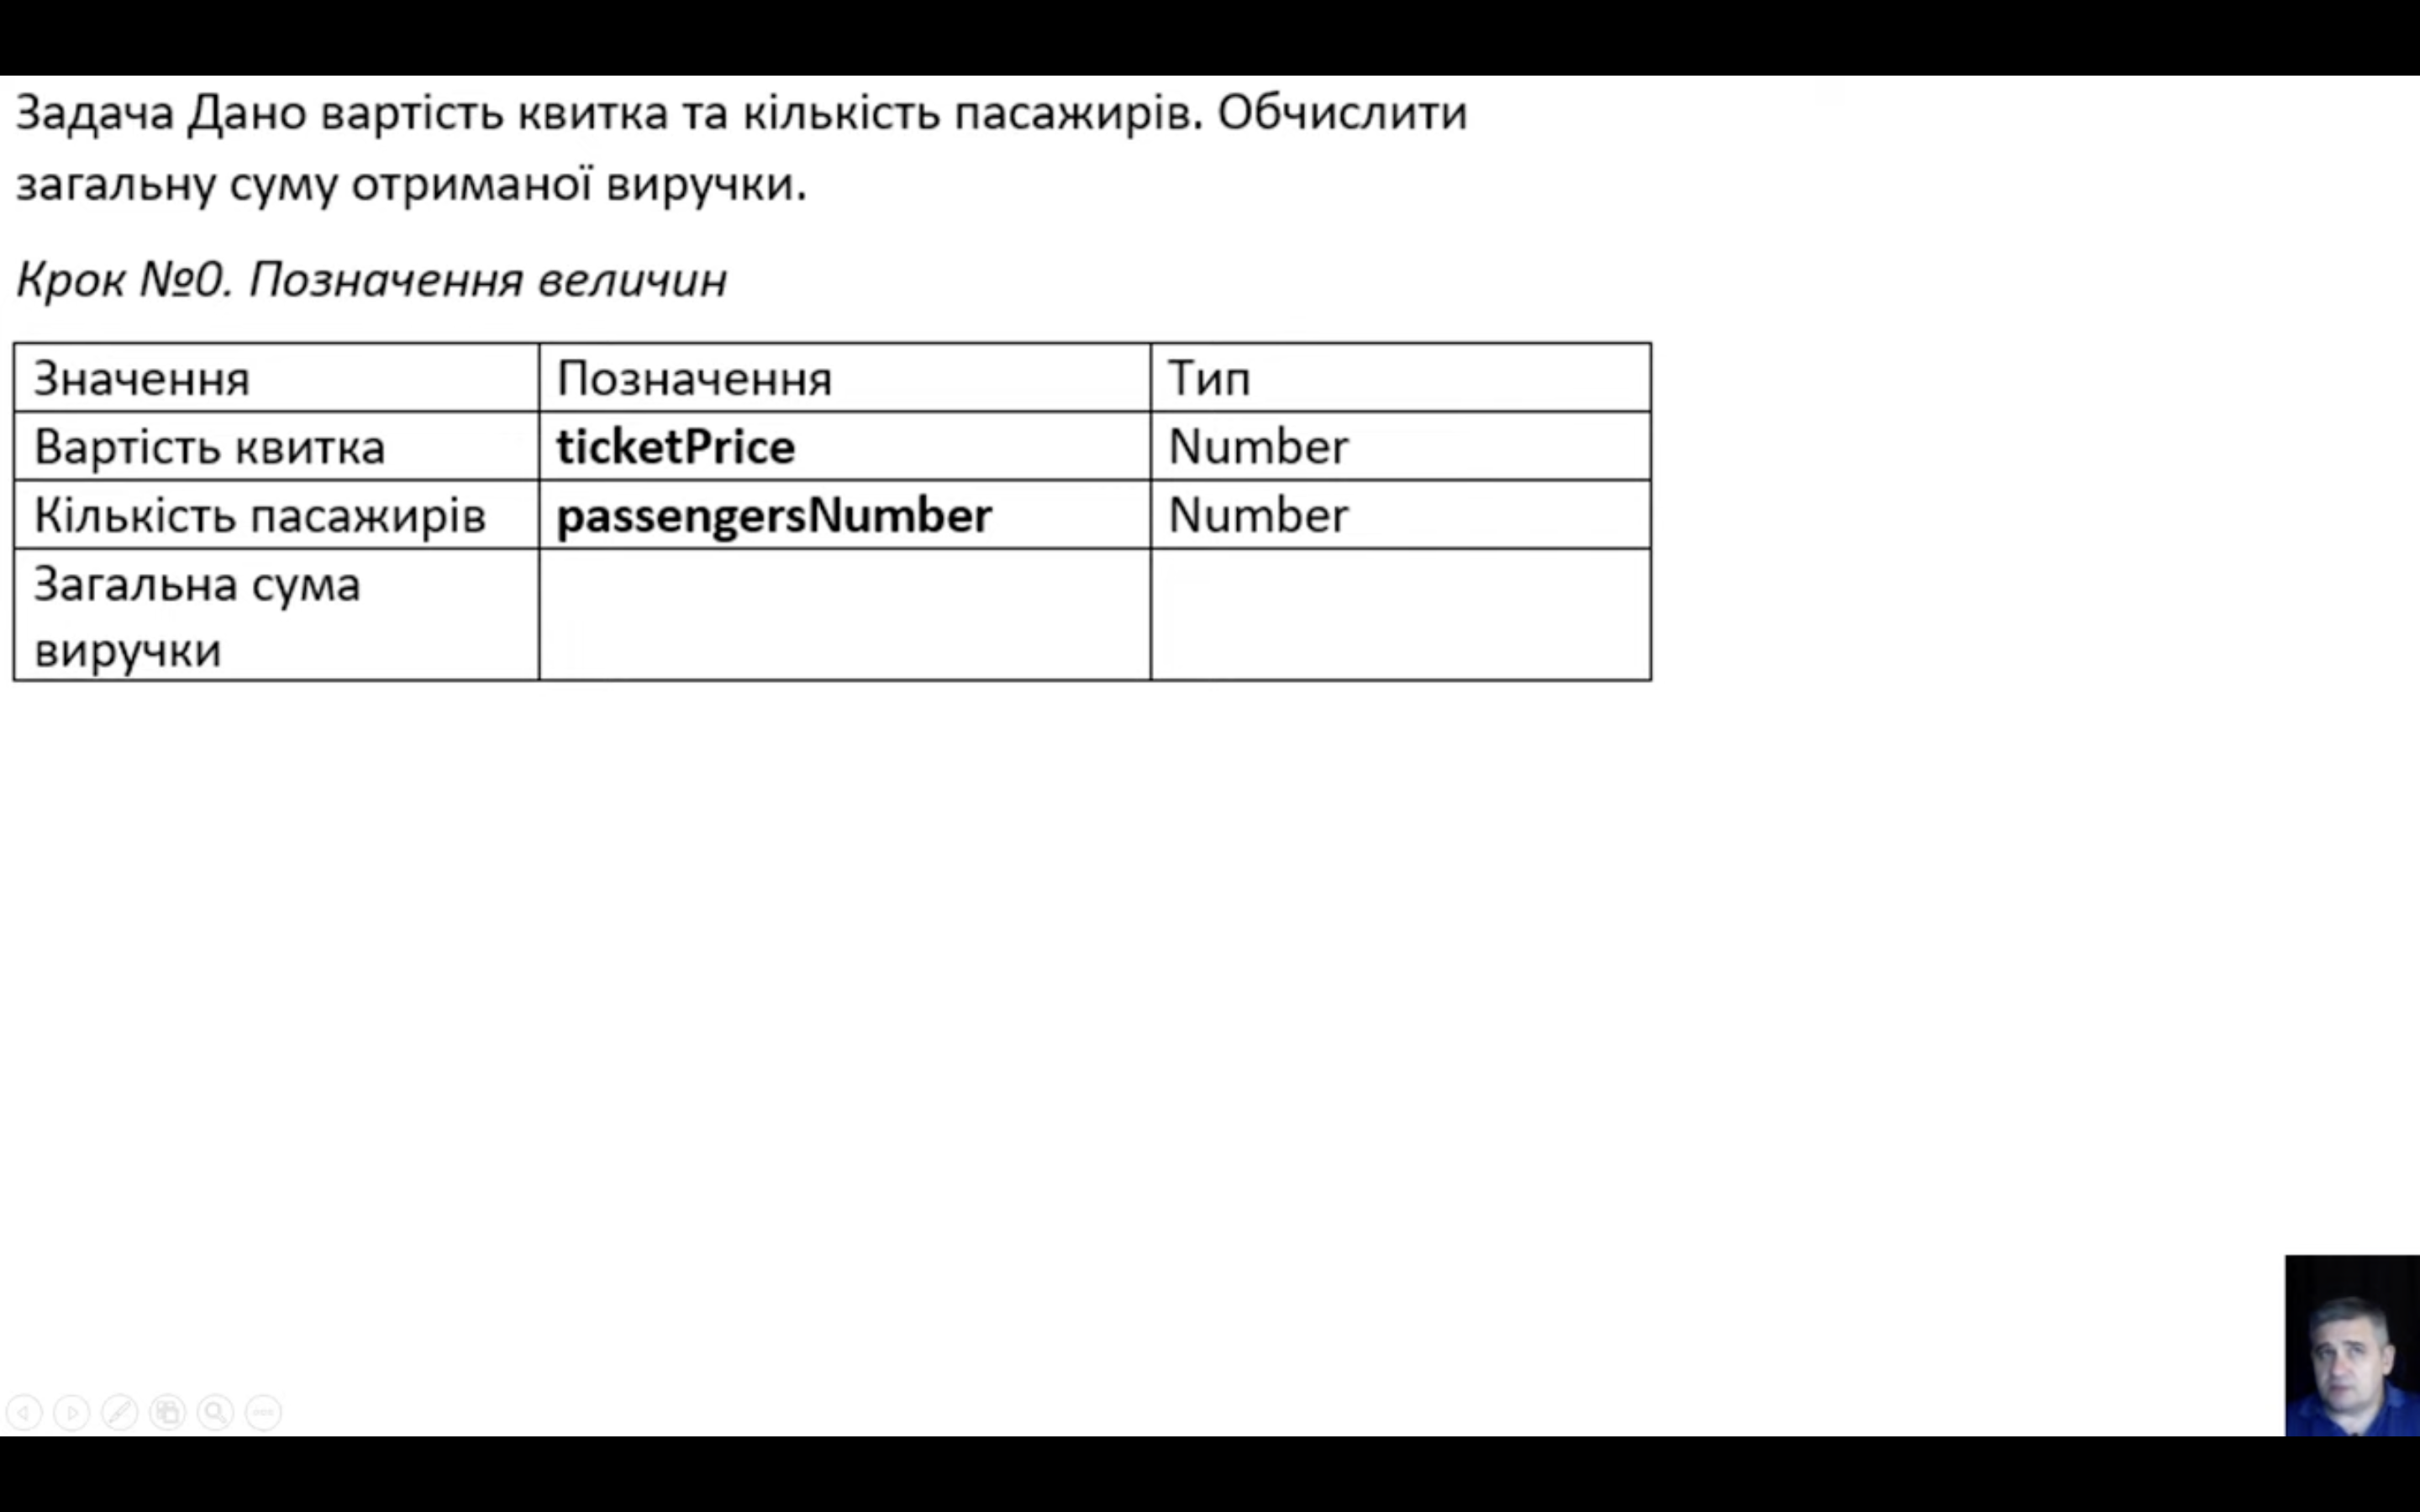 Задача Дано вартість квитка та кількість пасажирів. Обчислити
загальну суму отриманої виручки.
Крок №0. Позначення величин
Значення Позначення Тип
Вартість квитка ticketPrice Number
Кількість пасажирів passengersNumber Number
Загальна сума
виручки